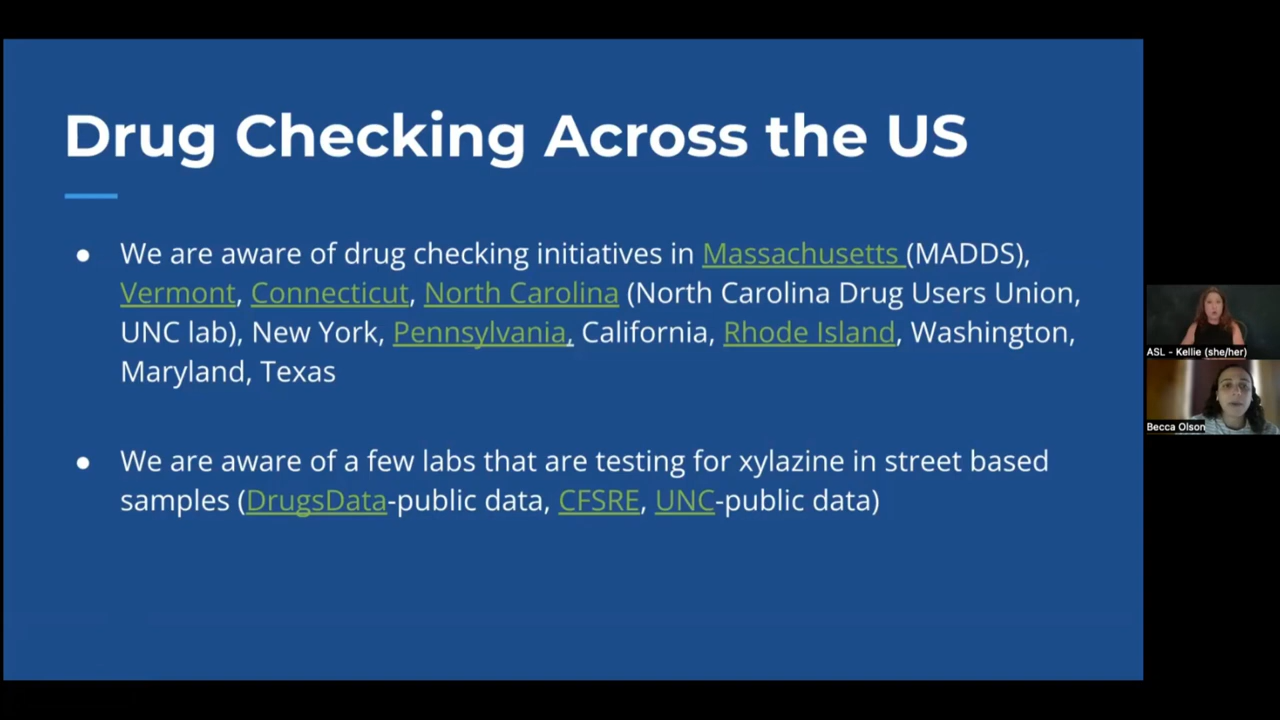 Drug Checking Across the US
● We are aware of drug checking initiatives in Massachusetts (MADDS),
Vermont, Connecticut, North Carolina (North Carolina Drug Users Union,
UNC lab), New York, Pennsylvania, California, Rhode Island, Washington,
Maryland, Texas
● We are aware of a few labs that are testing for xylazine in street based
samples (DrugsData-public data, CFSRE, UNC-public data)
ASL - Kellie (she/her)
Becca Olson